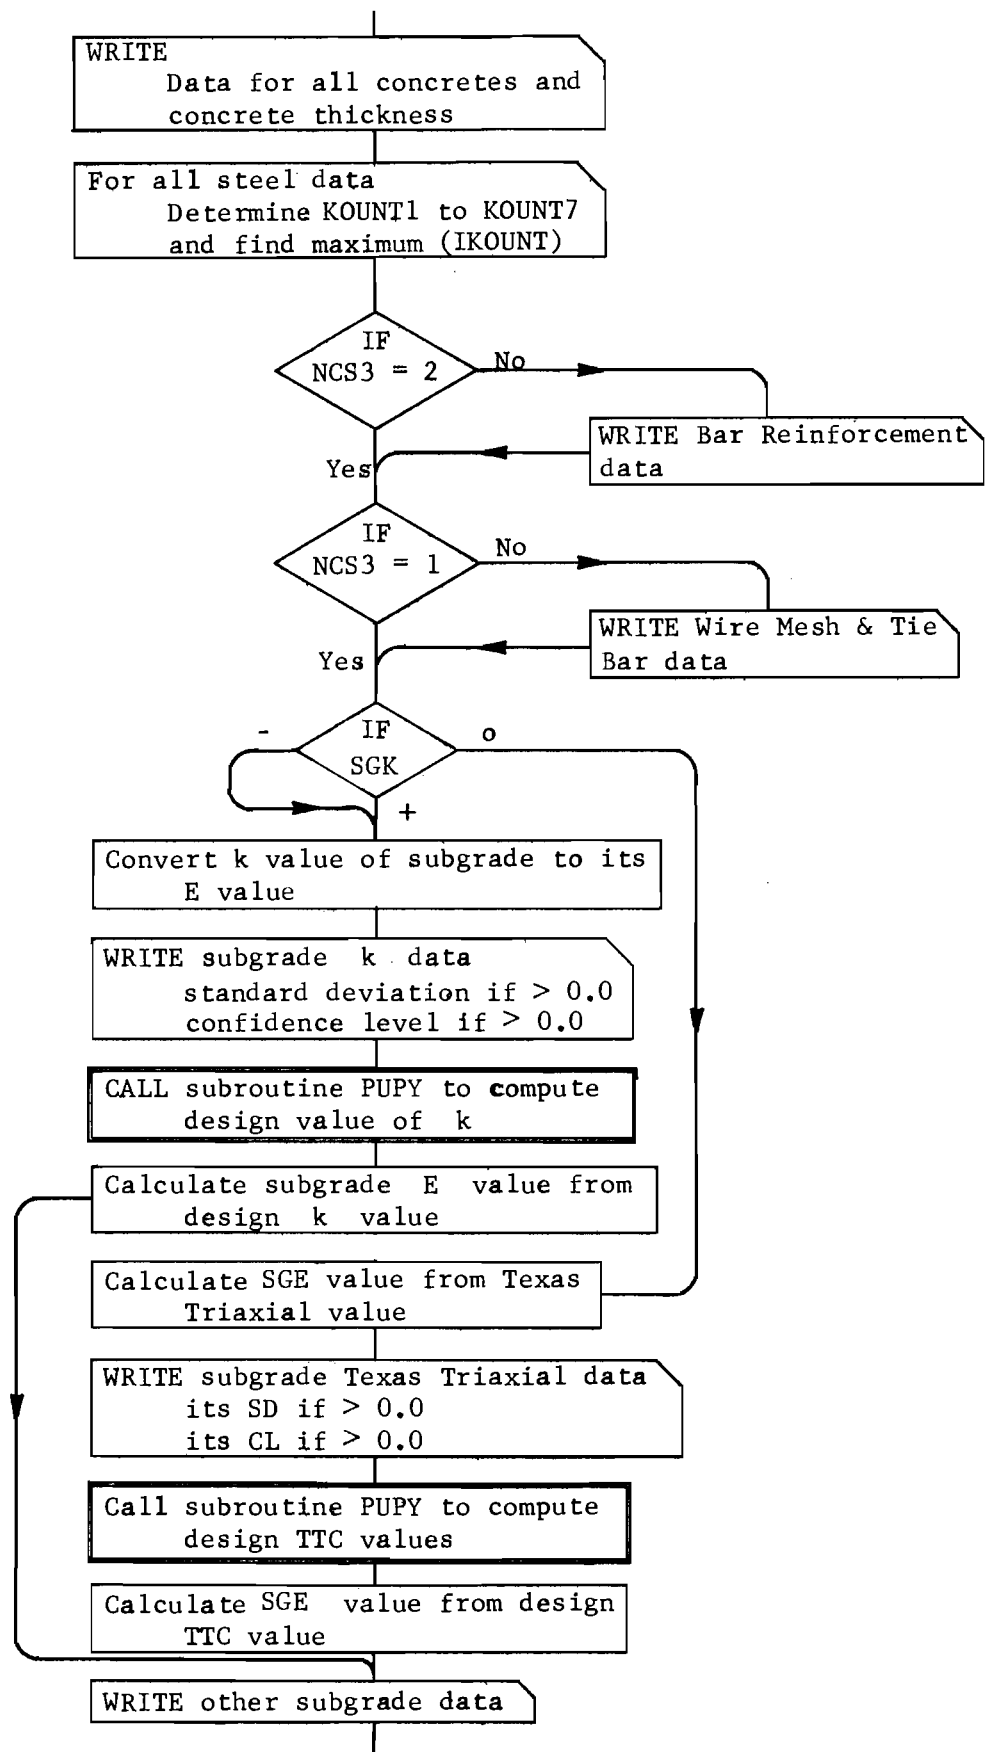 WRITE
Data for all concretes and
concrete thickness
For all steel data
Determine KOUNT1 to KOUNT7
and find maximum (IKOUNT)
IF
NCS3 = 2
No
WRITE Bar Reinforcement
data
Yes
IF
NCS3 = 1
No
WRITE Wire Mesh & Tie
Bar data
Yes
IF
SGK
-
o
+
Convert k value of subgrade to its
E value
WRITE subgrade k data
standard deviation if > 0.0
confidence level if > 0.0
CALL subroutine PUPY to compute
design value of k
Calculate subgrade E value from
design k value
Calculate SGE value from Texas
Triaxial value
WRITE subgrade Texas Triaxial data
its SD if > 0.0
its CL if > 0.0
Call subroutine PUPY to compute
design TTC values
Calculate SGE value from design
TTC value
WRITE other subgrade data